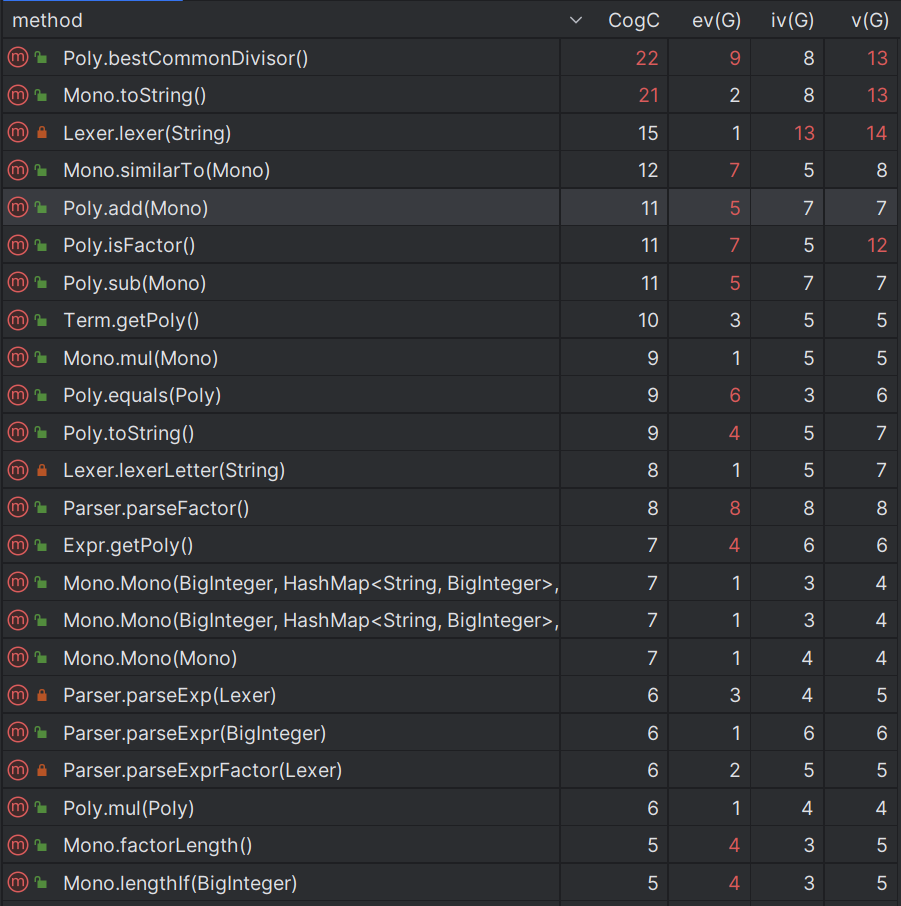 method CogC ev(G) iv(G) v(G)
m Poly.bestCommonDivisor() 22 9 8 13
m Mono.toString() 21 2 8 13
m Lexer.lexer(String) 15 1 13 14
m Mono.similarTo(Mono) 12 7 5 8
m Poly.add(Mono) 11 5 7 7
m Poly.isFactor() 11 7 5 12
m Poly.sub(Mono) 11 5 7 7
m Term.getPoly() 10 3 5 5
m Mono.mul(Mono) 9 1 5 5
m Poly.equals(Poly) 9 6 3 6
m Poly.toString() 9 4 5 7
m Lexer.lexerLetter(String) 8 1 5 7
m Parser.parseFactor() 8 8 8 8
m Expr.getPoly() 7 4 6 6
m Mono.Mono(BigInteger, HashMap<String, BigInteger>, 7 1 3 4
m Mono.Mono(BigInteger, HashMap<String, BigInteger>, 7 1 3 4
m Mono.Mono(Mono) 7 1 4 4
m Parser.parseExp(Lexer) 6 3 4 5
m Parser.parseExpr(BigInteger) 6 1 6 6
m Parser.parseExprFactor(Lexer) 6 2 5 5
m Poly.mul(Poly) 6 1 4 4
m Mono.factorLength() 5 4 3 5
m Mono.lengthIf(BigInteger) 5 4 3 5